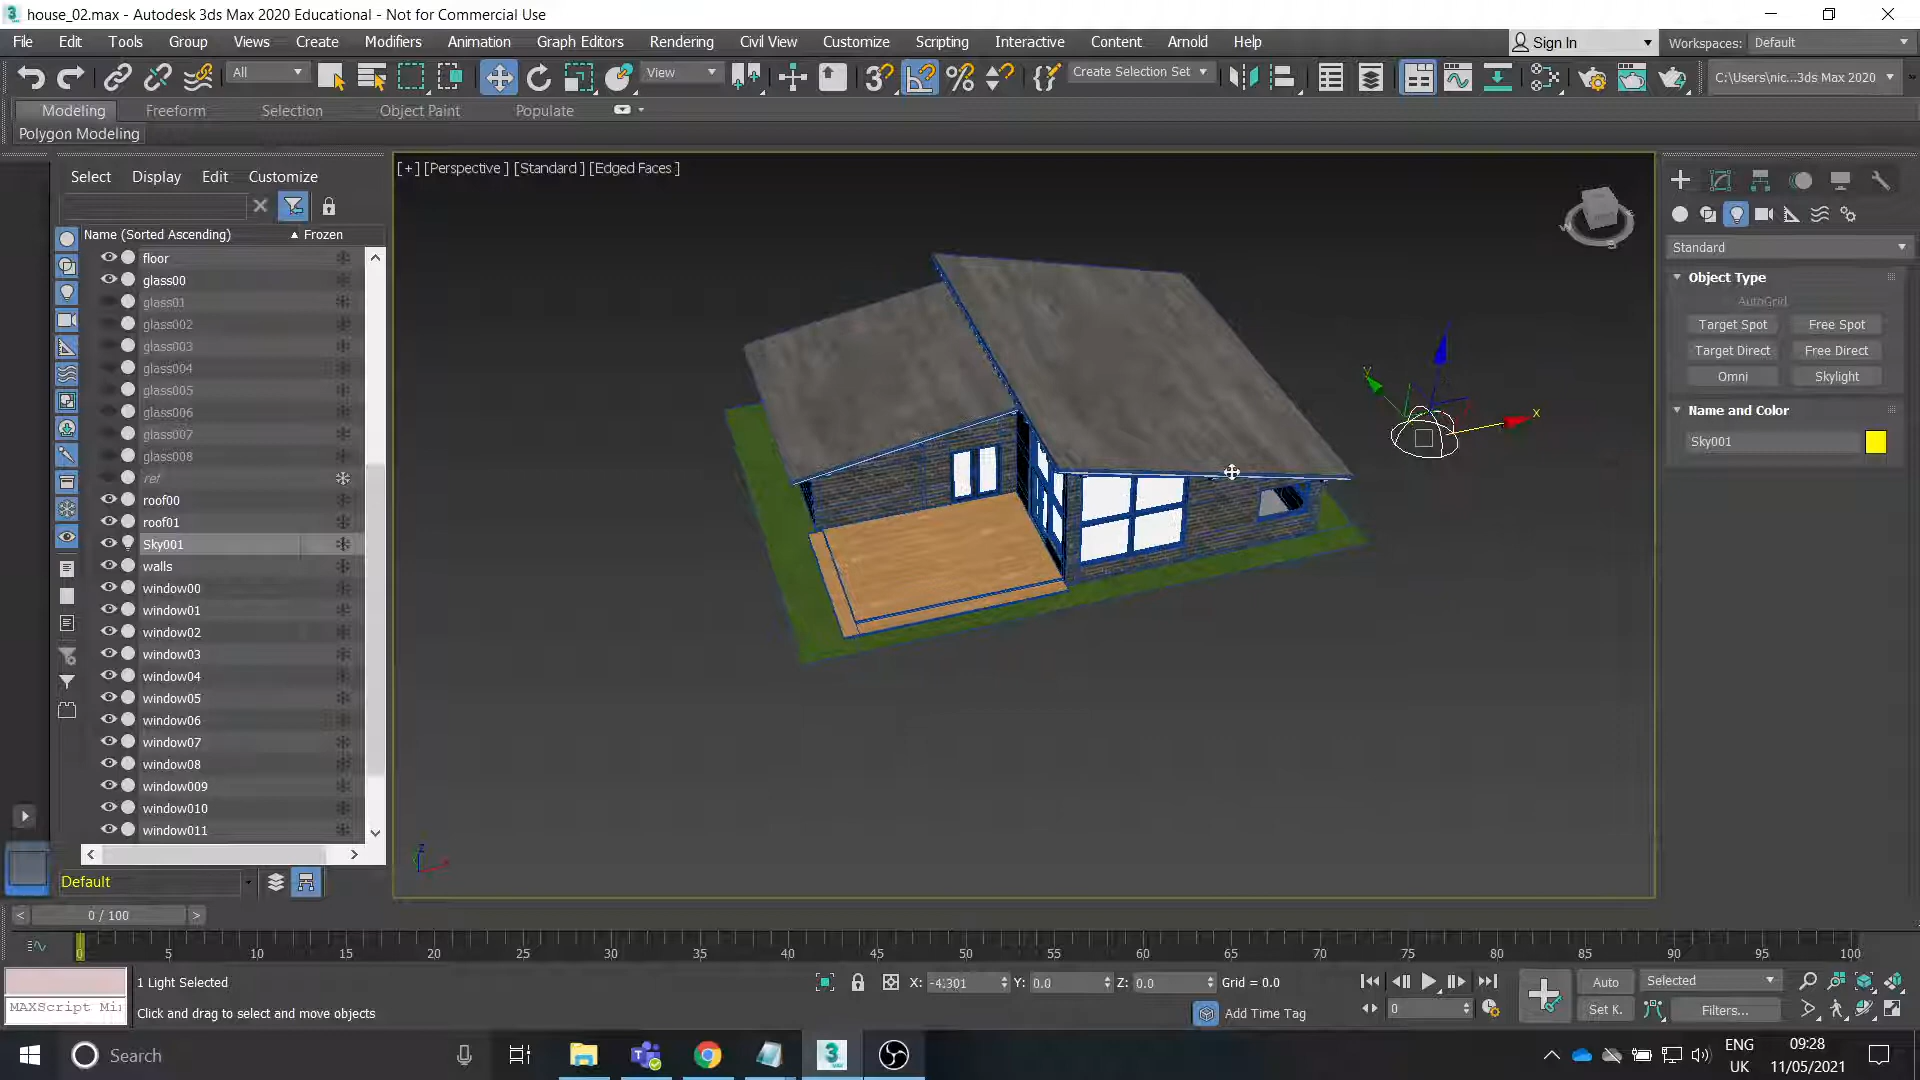 house_02.max - Autodesk 3ds Max 2020 Educational - Not for Commercial Use
File Edit Tools Group Views Create Modifiers Animation Graph Editors Rendering Civil View Customize Scripting Interactive Content Arnold Help
Sign In
Workspaces: Default
All
View
Create Selection Set
C:\Users\nic...3ds Max 2020
Modeling Freeform Selection Object Paint Populate
Polygon Modeling
Select Display Edit Customize
Name (Sorted Ascending) Frozen
floor
glass00
glass01
glass002
glass003
glass004
glass005
glass006
glass007
glass008
ref
roof00
roof01
Sky001
walls
window00
window01
window02
window03
window04
window05
window06
window07
window08
window009
window010
window011
Default
[+] [Perspective] [Standard] [Edged Faces]
Y
X
Z
Standard
Object Type
AutoGrid
Target Spot Free Spot
Target Direct Free Direct
Omni Skylight
Name and Color
Sky001
< 0 / 100 >
0 5 10 15 20 25 30 35 40 45 50 55 60 65 70 75 80 85 90 95 100
1 Light Selected
X: -4.301 Y: 0.0 Z: 0.0 Grid = 0.0
Auto Selected
MAXScript Mi
Click and drag to select and move objects
Add Time Tag
0
Set K. Filters...
Search
ENG
UK
09:28
11/05/2021